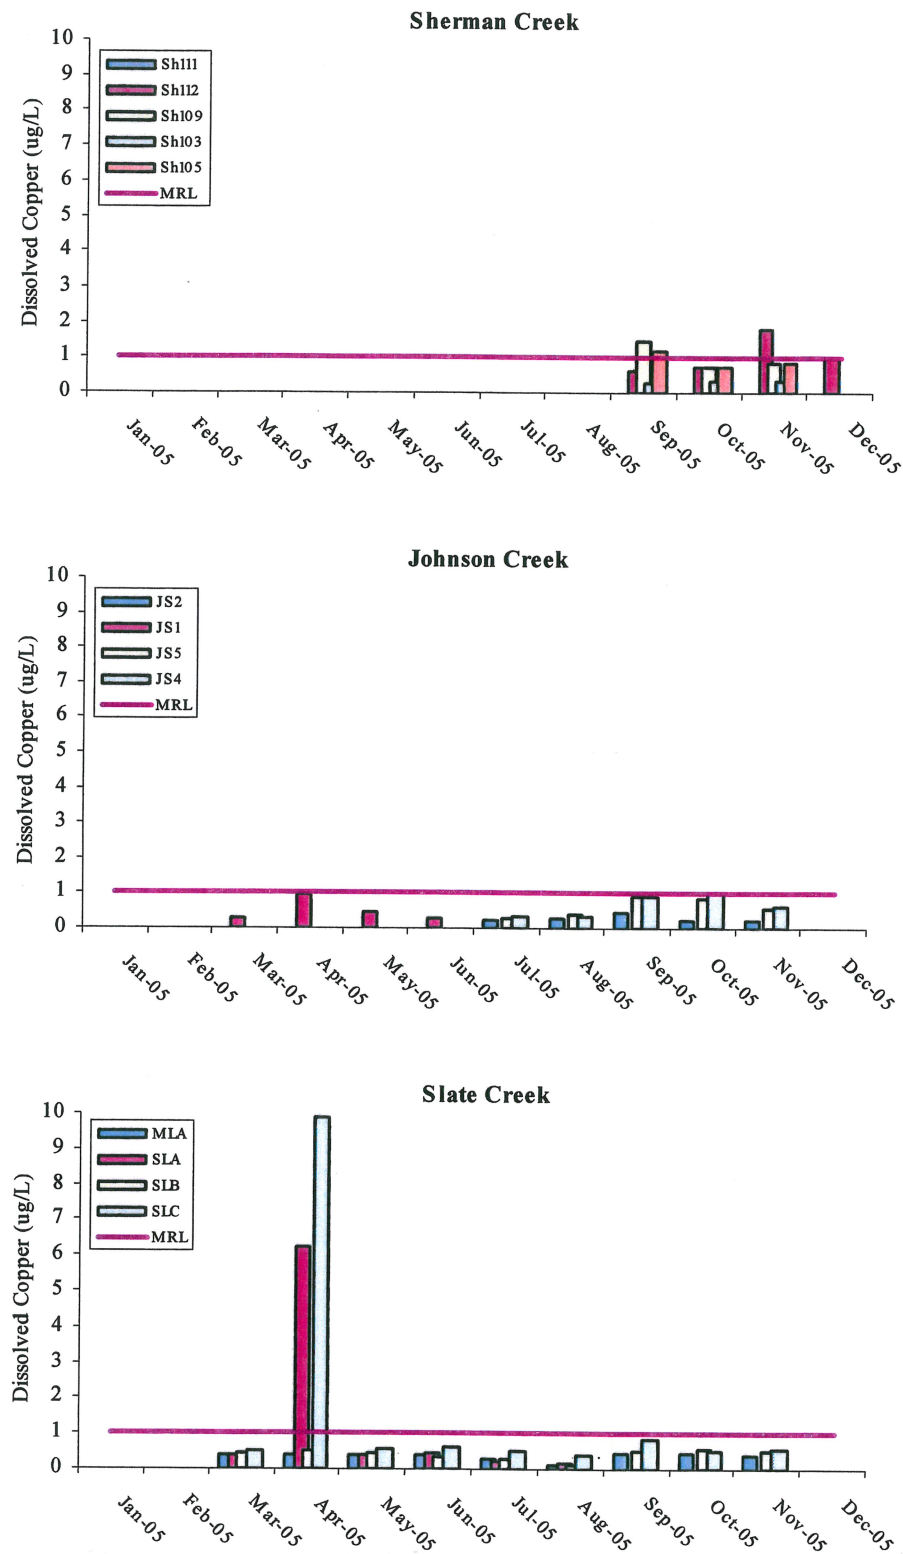 Sherman Creek
Dissolved Copper (ug/L)
10
9
8
7
6
5
4
3
2
1
0
Sh111
Sh112
Sh109
Sh103
Sh105
MRL
Jan-05
Feb-05
Mar-05
Apr-05
May-05
Jun-05
Jul-05
Aug-05
Sep-05
Oct-05
Nov-05
Dec-05
Johnson Creek
Dissolved Copper (ug/L)
10
9
8
7
6
5
4
3
2
1
0
JS2
JS1
JS5
JS4
MRL
Jan-05
Feb-05
Mar-05
Apr-05
May-05
Jun-05
Jul-05
Aug-05
Sep-05
Oct-05
Nov-05
Dec-05
Slate Creek
Dissolved Copper (ug/L)
10
9
8
7
6
5
4
3
2
1
0
MLA
SLA
SLB
SLC
MRL
Jan-05
Feb-05
Mar-05
Apr-05
May-05
Jun-05
Jul-05
Aug-05
Sep-05
Oct-05
Nov-05
Dec-05